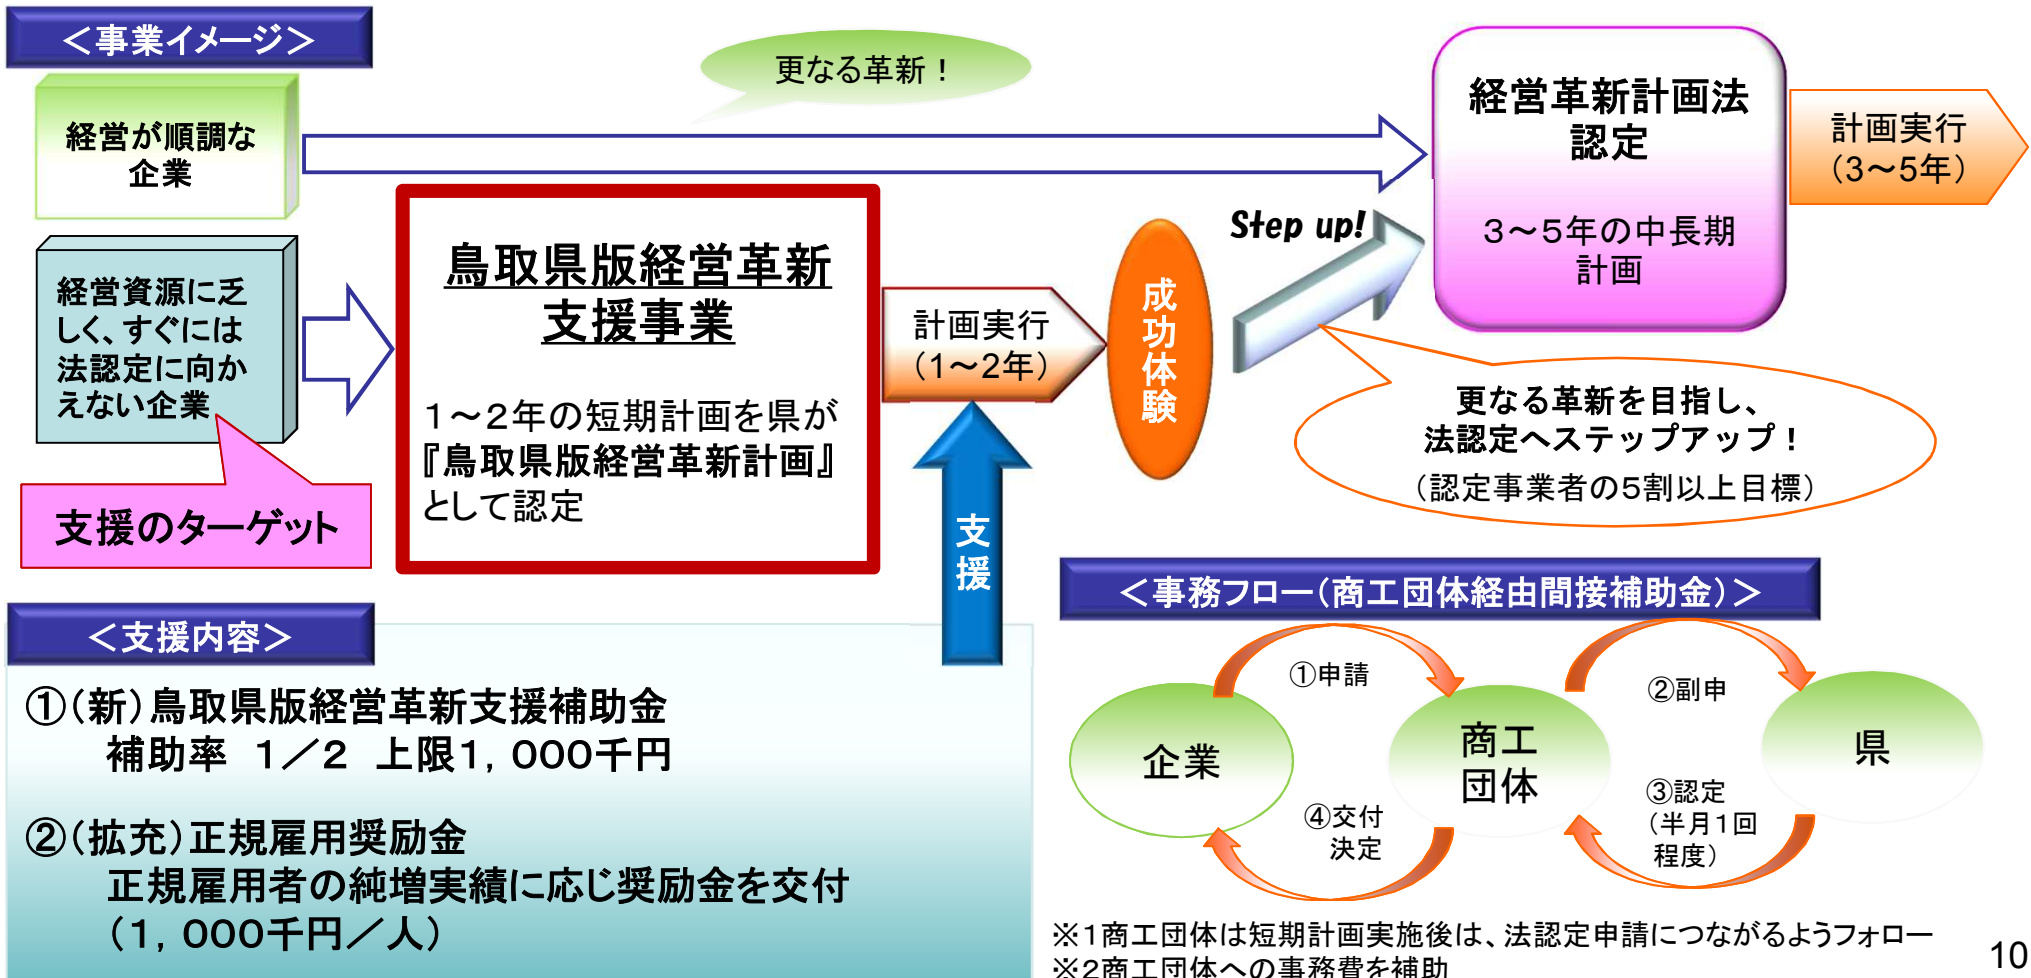 ＜事業イメージ＞
更なる革新！
経営が順調な
企業
経営革新計画法
認定
3～5年の中長期
計画
計画実行
（3～5年）
経営資源に乏
しく、すぐには
法認定に向か
えない企業
支援のターゲット
鳥取県版経営革新
支援事業
1～2年の短期計画を県が
『鳥取県版経営革新計画』
として認定
計画実行
（1～2年）
成功体験
Step up!
更なる革新を目指し、
法認定へステップアップ！
（認定事業者の5割以上目標）
支援
＜支援内容＞
①（新）鳥取県版経営革新支援補助金
補助率 1／2 上限1，000千円
②（拡充）正規雇用奨励金
正規雇用者の純増実績に応じ奨励金を交付
（1，000千円／人）
＜事務フロー（商工団体経由間接補助金）＞
①申請
②副申
企業
商工
団体
県
③認定
（半月1回
程度）
④交付
決定
※1商工団体は短期計画実施後は、法認定申請につながるようフォロー
※2商工団体への事務費を補助
10